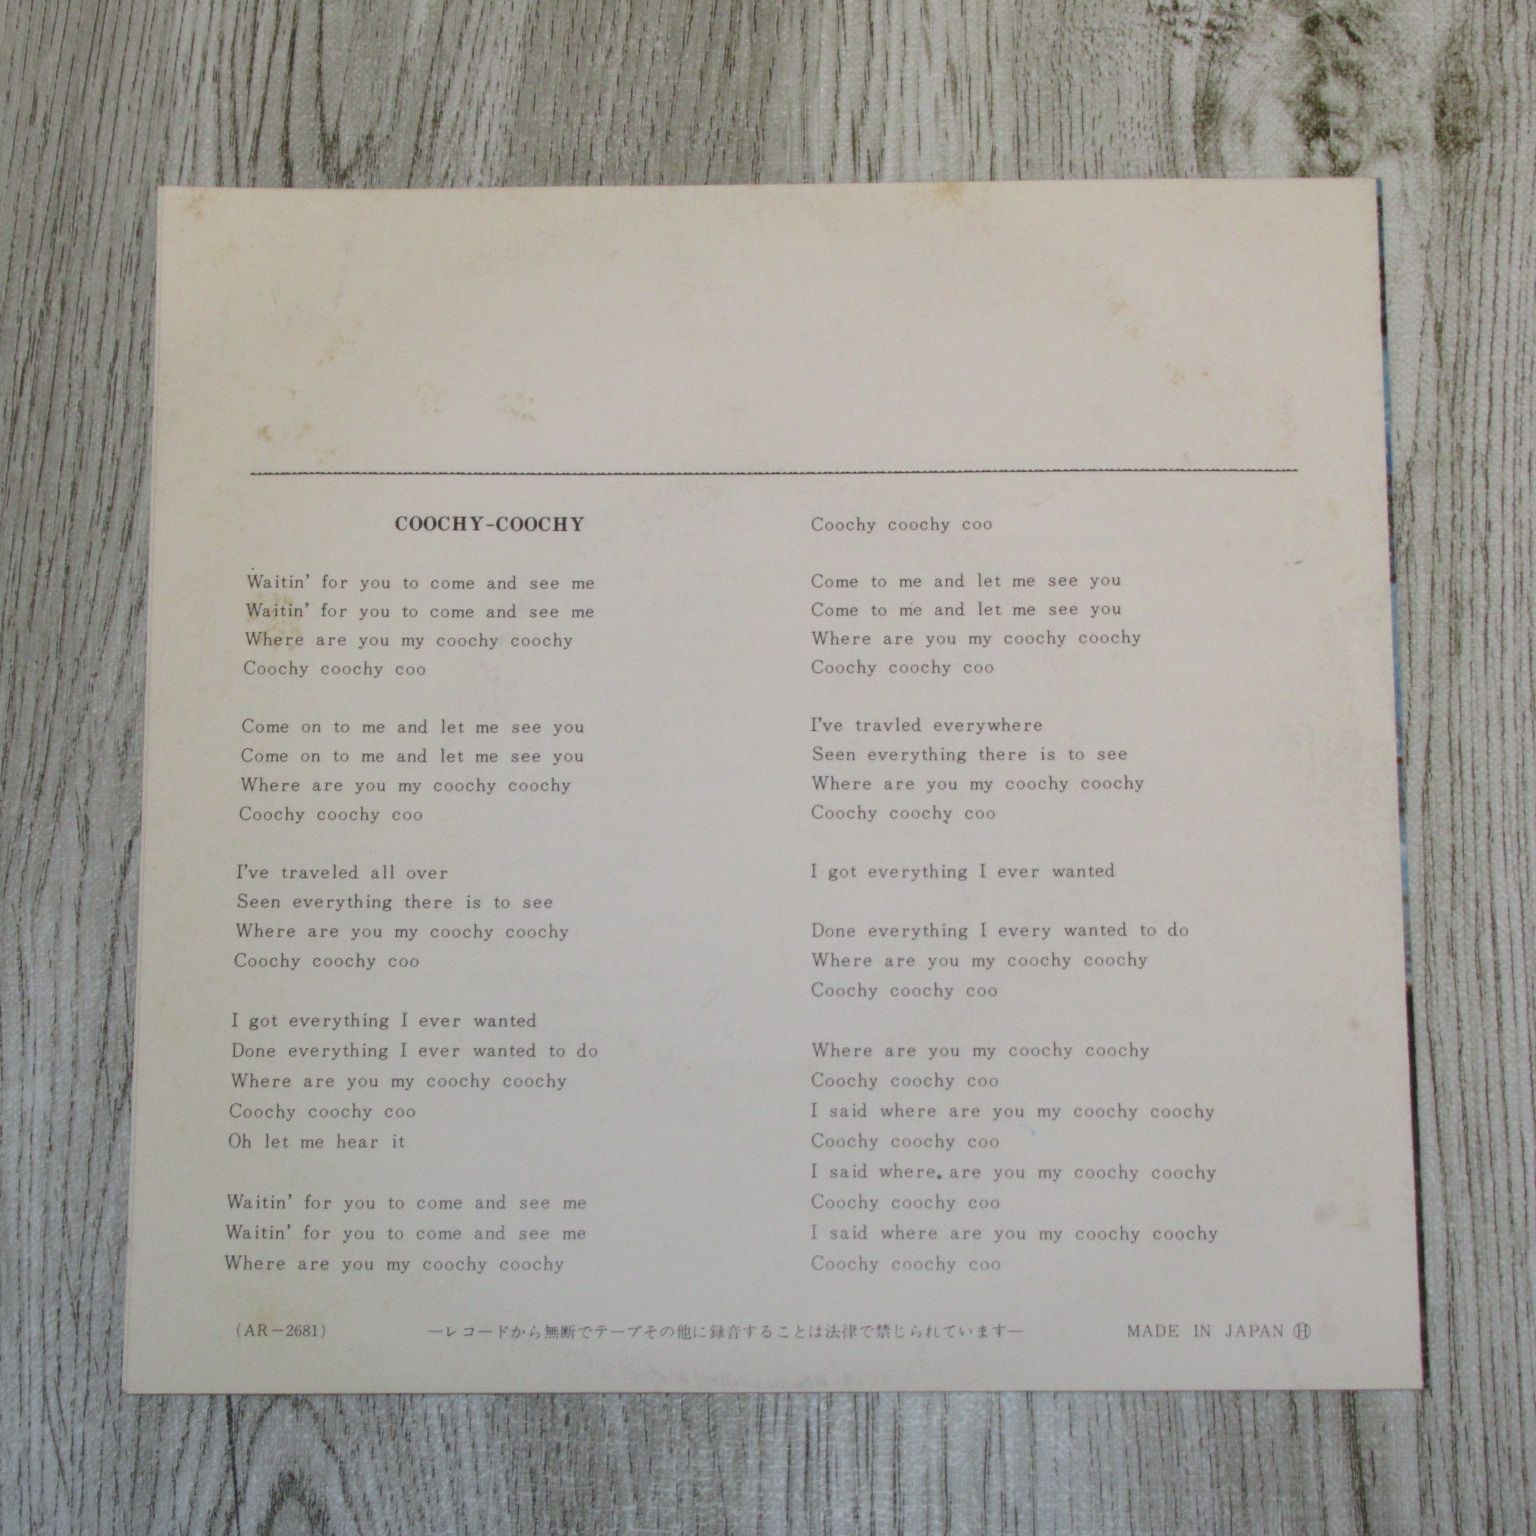 COOCHY-COOCHY
Waitin' for you to come and see me
Waitin' for you to come and see me
Where are you my coochy coochy
Coochy coochy coo
Come on to me and let me see you
Come on to me and let me see you
Where are you my coochy coochy
Coochy coochy coo
I've traveled all over
Seen everything there is to see
Where are you my coochy coochy
Coochy coochy coo
I got everything I ever wanted
Done everything I ever wanted to do
Where are you my coochy coochy
Coochy coochy coo
Oh let me hear it
Waitin' for you to come and see me
Waitin' for you to come and see me
Where are you my coochy coochy
Coochy coochy coo
Come to me and let me see you
Come to me and let me see you
Where are you my coochy coochy
Coochy coochy coo
I've travled everywhere
Seen everything there is to see
Where are you my coochy coochy
Coochy coochy coo
I got everything I ever wanted
Done everything I every wanted to do
Where are you my coochy coochy
Coochy coochy coo
Where are you my coochy coochy
Coochy coochy coo
I said where are you my coochy coochy
Coochy coochy coo
I said where. are you my coochy coochy
Coochy coochy coo
I said where are you my coochy coochy
Coochy coochy coo
(AR-2681)
—レコードから無断でテープその他に録音することは法律で禁じられています—
MADE IN JAPAN Ⓗ